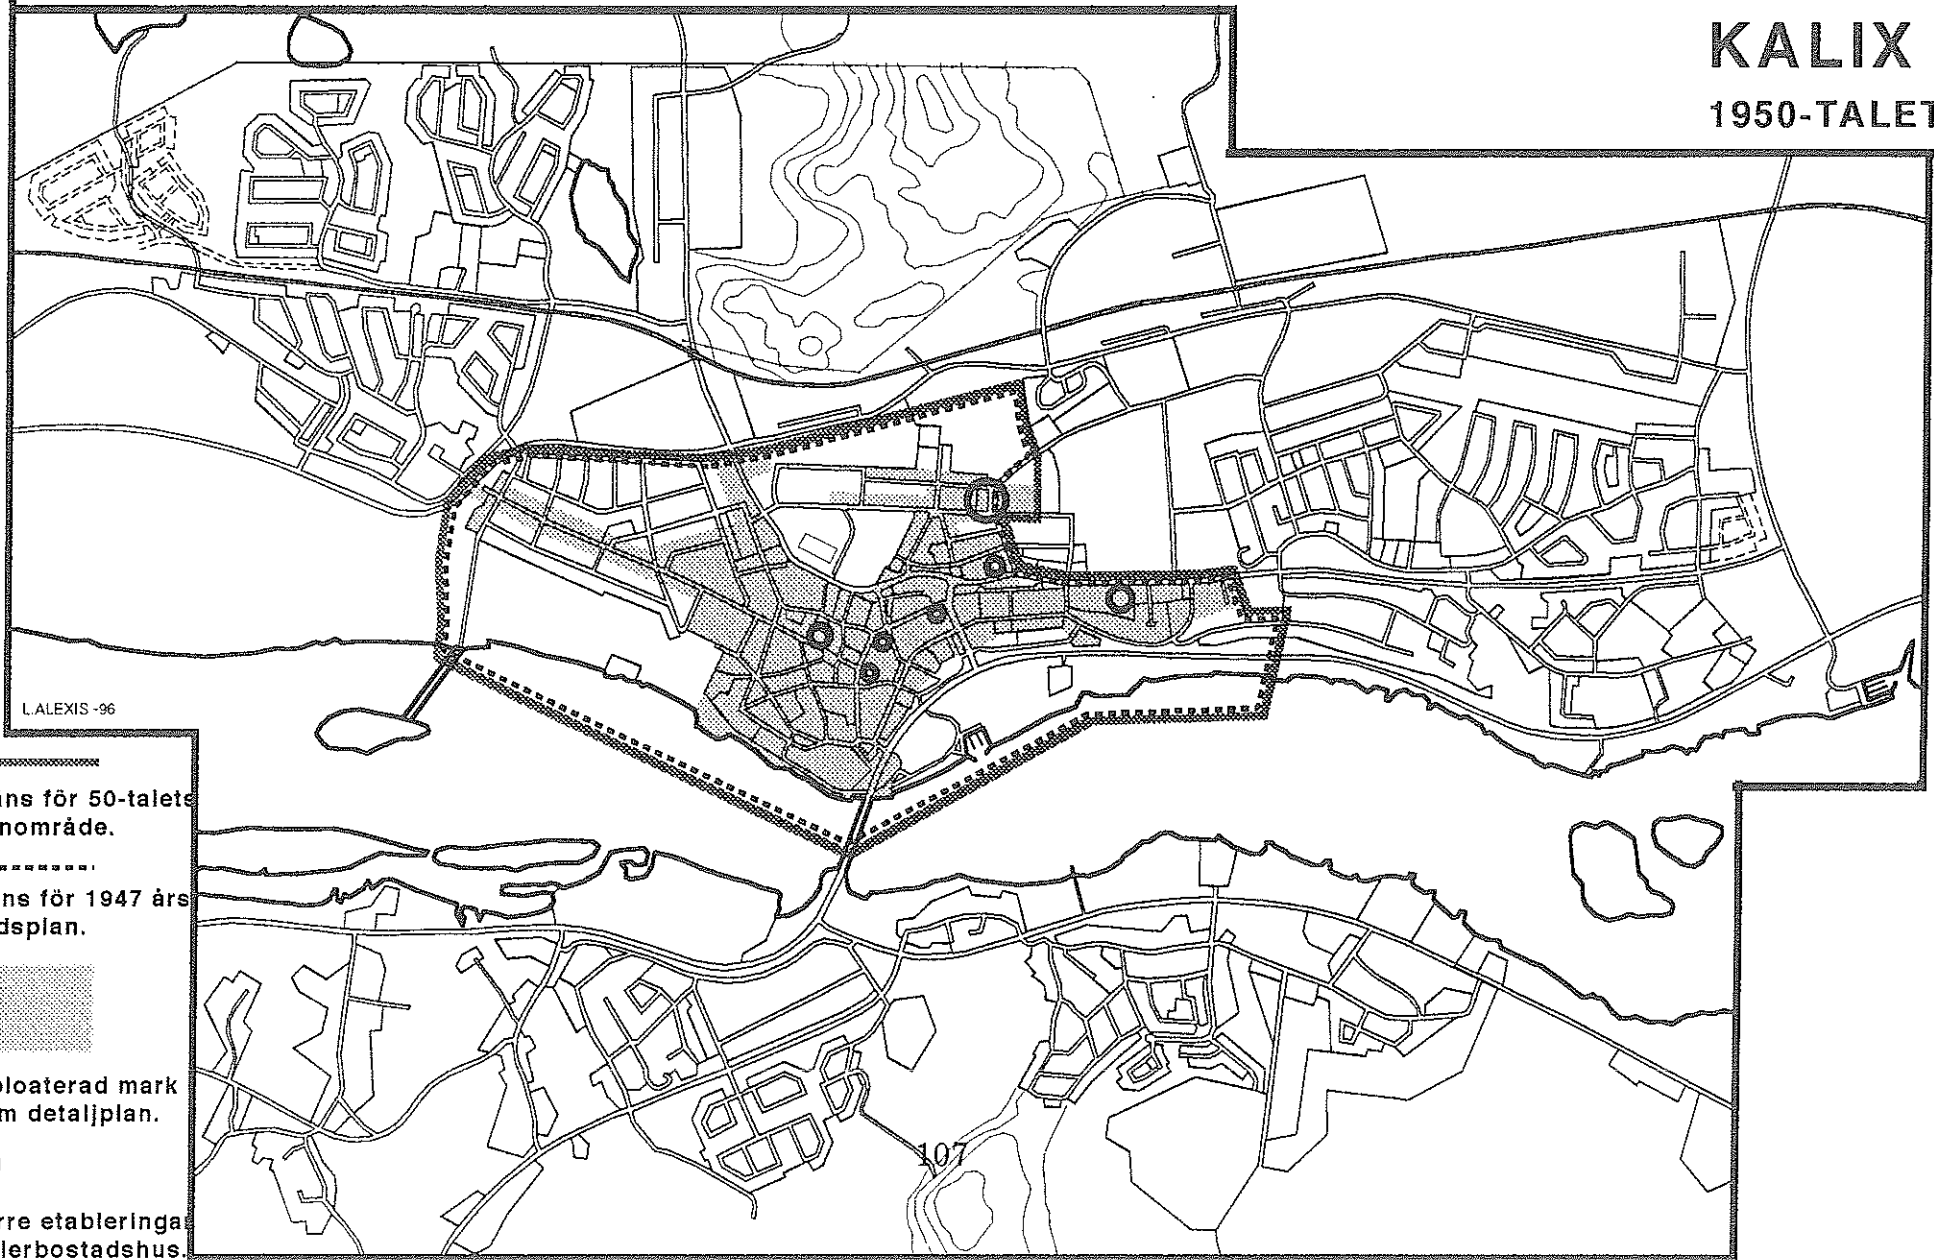 KALIX
1950-TALET
L.ALEXIS -96
ns för 50-talets
nområde.
ns för 1947 års
dsplan.
loaterad mark
m detaljplan.
rre etableringar
lerbostadshus.
107